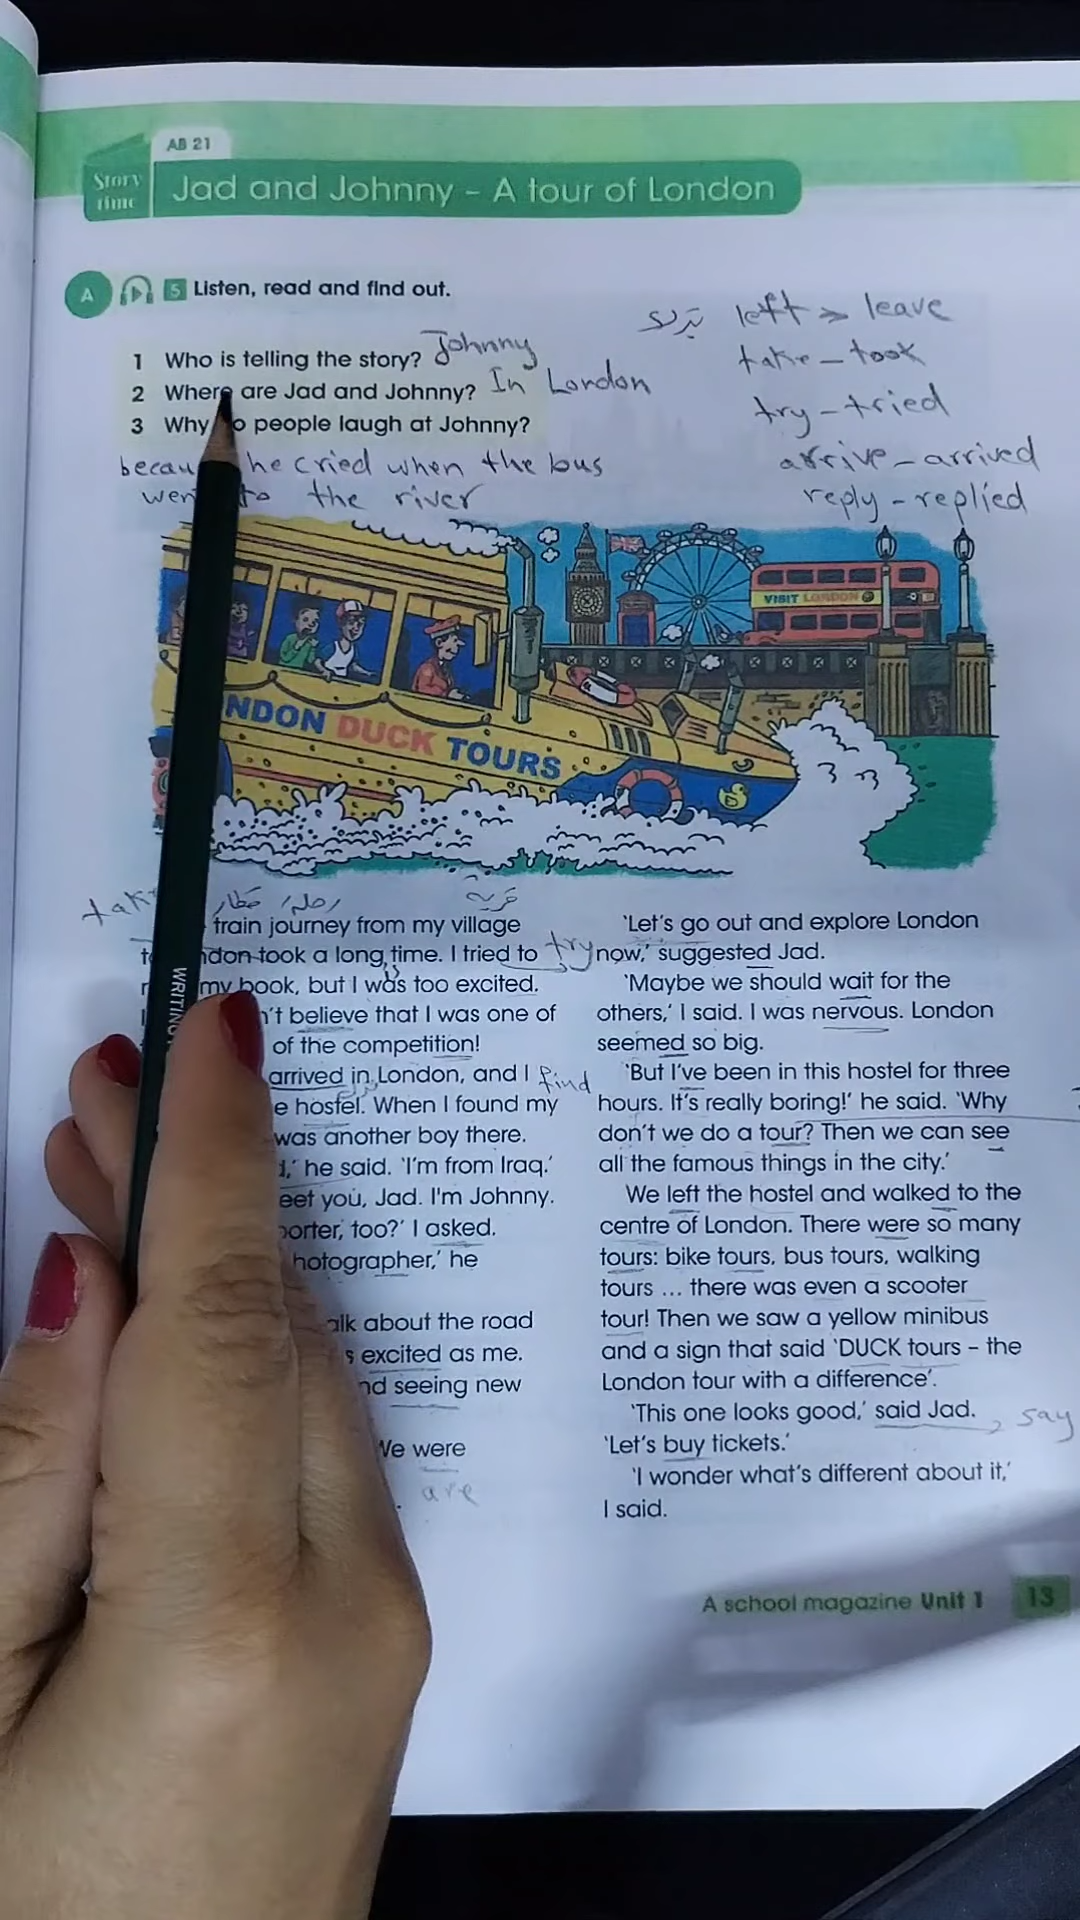 AB 21
Story time
Jad and Johnny – A tour of London
A 5 Listen, read and find out.
1 Who is telling the story? Johnny
2 Where are Jad and Johnny? In London
3 Why people laugh at Johnny?
he cried when the bus
to the river
left > leave
take – took
try – tried
arrive – arrived
reply – replied
VISIT LONDON
NDON DUCK TOURS
قطار رحلة قرية
train journey from my village
took a long time. I tried to try
my book, but I was too excited.
't believe that I was one of
of the competition!
arrived in London, and I find
hostel. When I found my
was another boy there.
,' he said. 'I'm from Iraq.'
you, Jad. I'm Johnny.
too?' I asked.
he
about the road
excited as me.
seeing new
We were
are
'Let's go out and explore London
now,' suggested Jad.
'Maybe we should wait for the
others,' I said. I was nervous. London
seemed so big.
'But I've been in this hostel for three
hours. It's really boring!' he said. 'Why
don't we do a tour? Then we can see
all the famous things in the city.'
We left the hostel and walked to the
centre of London. There were so many
tours: bike tours, bus tours, walking
tours ... there was even a scooter
tour! Then we saw a yellow minibus
and a sign that said 'DUCK tours – the
London tour with a difference'.
'This one looks good,' said Jad. say
'Let's buy tickets.'
'I wonder what's different about it,'
I said.
A school magazine Unit 1 13
WRITING